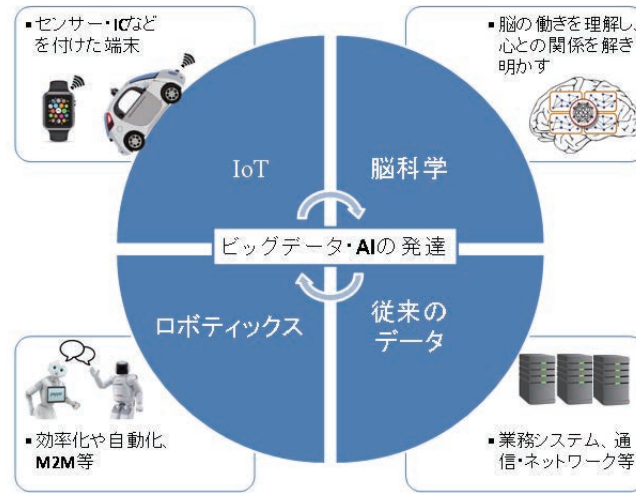 ▪センサー・ICなど
を付けた端末
▪脳の働きを理解し、
心との関係を解き
明かす
IoT
脳科学
ビッグデータ・AIの発達
ロボティックス
従来の
データ
▪効率化や自動化、
M2M等
▪業務システム、通
信・ネットワーク等